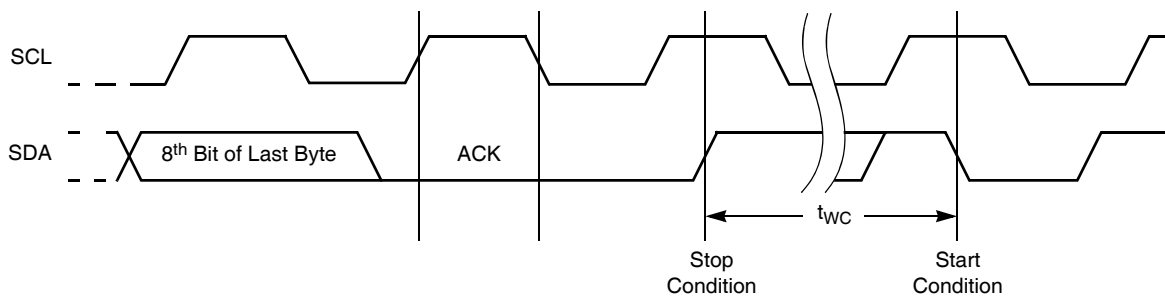 SCL
SDA
8th Bit of Last Byte
ACK
tWC
Stop
Condition
Start
Condition